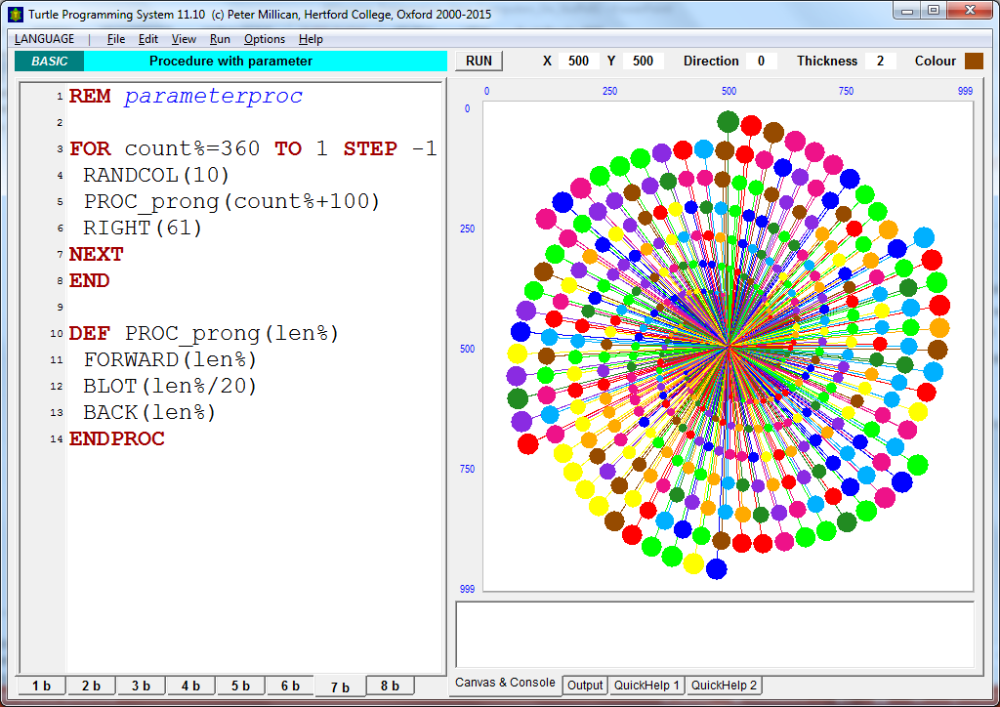 Turtle Programming System 11.10 (c) Peter Millican, Hertford College, Oxford 2000-2015
LANGUAGE | File Edit View Run Options Help
BASIC Procedure with parameter RUN X 500 Y 500 Direction 0 Thickness 2 Colour
1 REM parameterproc
2
3 FOR count%=360 TO 1 STEP -1
4 RANDCOL(10)
5 PROC_prong(count%+100)
6 RIGHT(61)
7 NEXT
8 END
9
10 DEF PROC_prong(len%)
11 FORWARD(len%)
12 BLOT(len%/20)
13 BACK(len%)
14 ENDPROC
1 b 2 b 3 b 4 b 5 b 6 b 7 b 8 b
0 250 500 750 999
0
250
500
750
999
Canvas & Console Output QuickHelp 1 QuickHelp 2